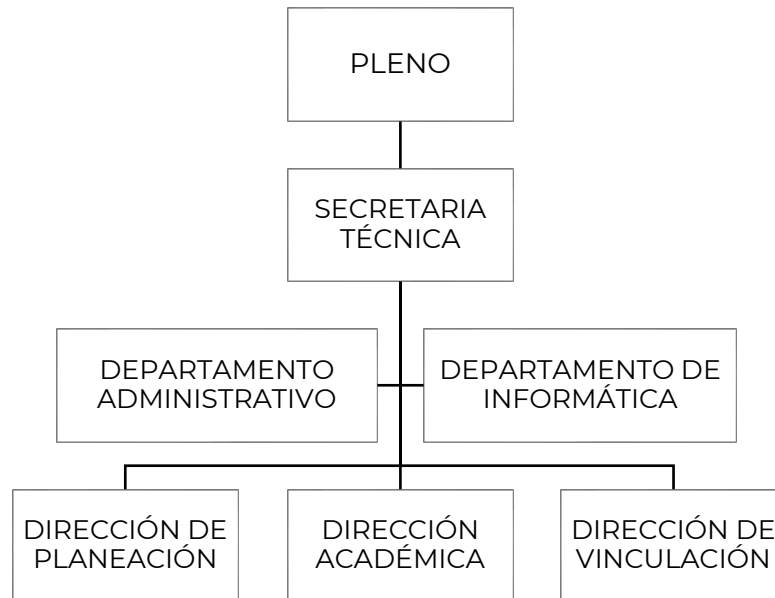 PLENO
SECRETARIA
TÉCNICA
DEPARTAMENTO
ADMINISTRATIVO
DEPARTAMENTO DE
INFORMÁTICA
DIRECCIÓN DE
PLANEACIÓN
DIRECCIÓN
ACADÉMICA
DIRECCIÓN DE
VINCULACIÓN